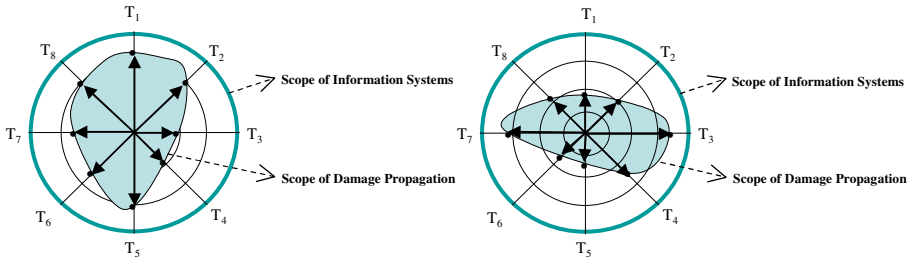 T1
T8
T2
Scope of Information Systems
T7
T3
Scope of Damage Propagation
T6
T4
T5
T1
T8
T2
Scope of Information Systems
T7
T3
Scope of Damage Propagation
T6
T4
T5